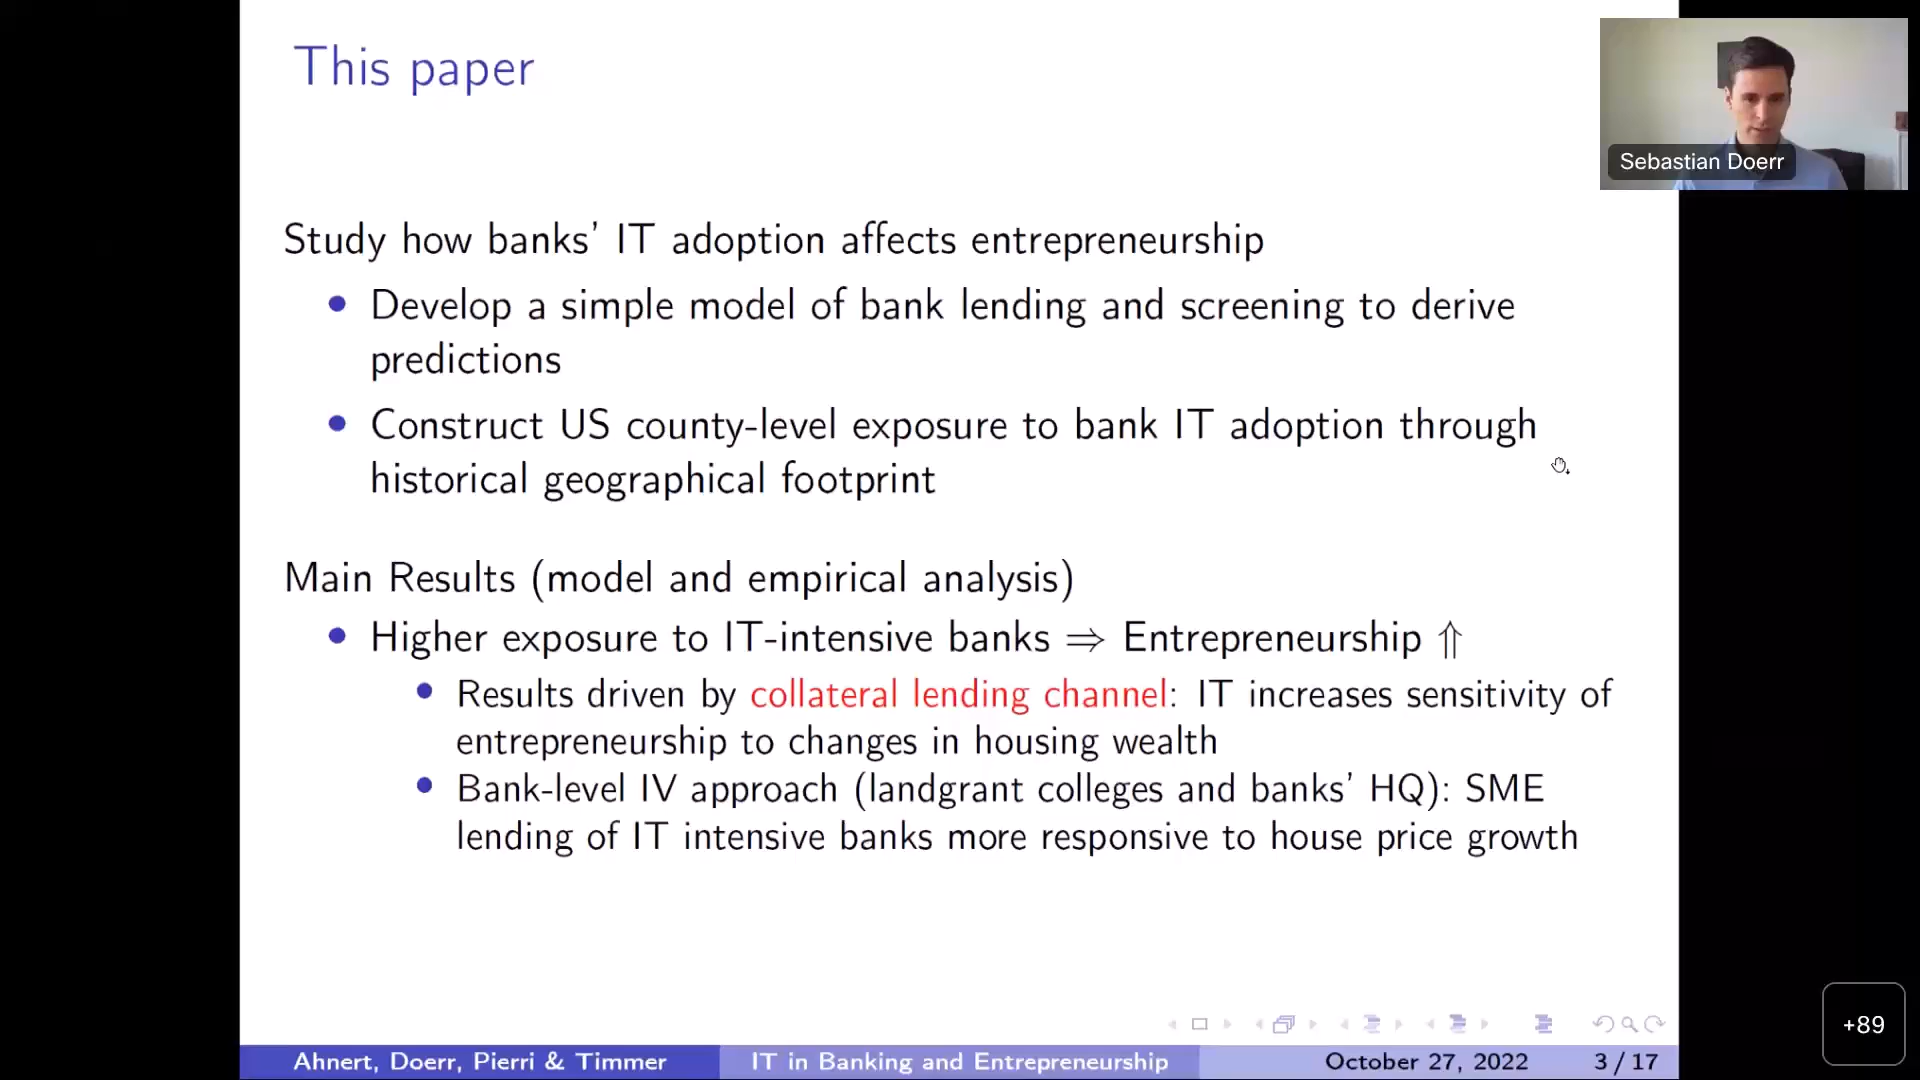 This paper
Sebastian Doerr
Study how banks' IT adoption affects entrepreneurship
• Develop a simple model of bank lending and screening to derive
predictions
• Construct US county-level exposure to bank IT adoption through
historical geographical footprint
Main Results (model and empirical analysis)
• Higher exposure to IT-intensive banks ⇒ Entrepreneurship ⇑
• Results driven by collateral lending channel: IT increases sensitivity of
entrepreneurship to changes in housing wealth
• Bank-level IV approach (landgrant colleges and banks' HQ): SME
lending of IT intensive banks more responsive to house price growth
+89
Ahnert, Doerr, Pierri & Timmer IT in Banking and Entrepreneurship October 27, 2022 3 / 17